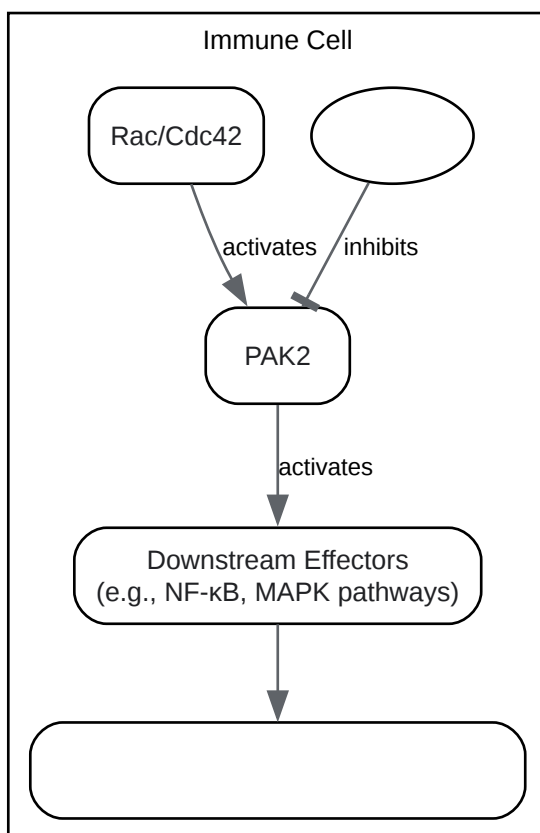 Immune Cell
Rac/Cdc42
activates
inhibits
PAK2
activates
Downstream Effectors
(e.g., NF-κB, MAPK pathways)